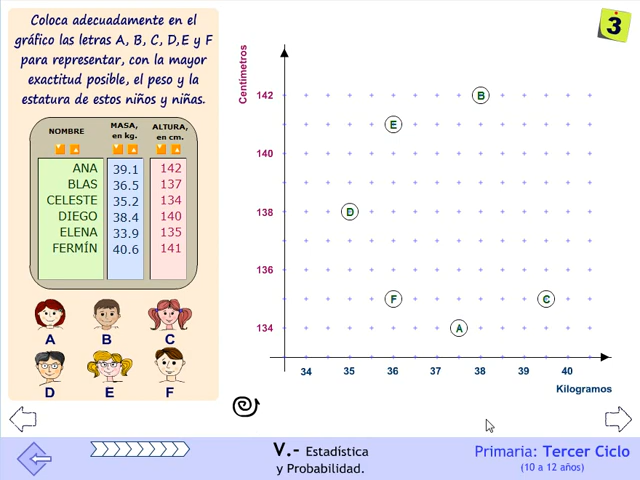 Coloca adecuadamente en el
gráfico las letras A, B, C, D,E y F
para representar, con la mayor
exactitud posible, el peso y la
estatura de estos niños y niñas.
NOMBRE MASA, en kg. ALTURA, en cm.
ANA 39.1 142
BLAS 36.5 137
CELESTE 35.2 134
DIEGO 38.4 140
ELENA 33.9 135
FERMÍN 40.6 141
A B C
D E F
3
Centímetros
142
140
138
136
134
B
E
D
F
C
A
34 35 36 37 38 39 40
Kilogramos
V.- Estadística
y Probabilidad.
Primaria: Tercer Ciclo
(10 a 12 años)